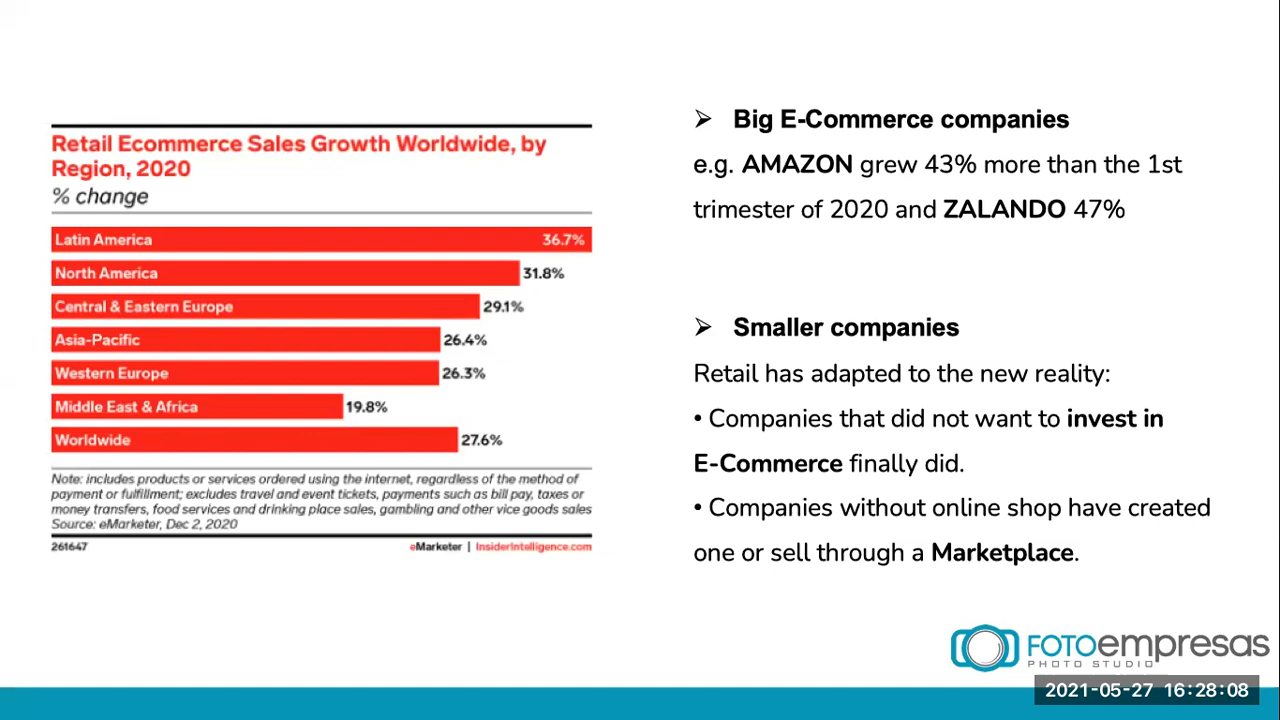 Retail Ecommerce Sales Growth Worldwide, by
Region, 2020
% change
Latin America 36.7%
North America 31.8%
Central & Eastern Europe 29.1%
Asia-Pacific 26.4%
Western Europe 26.3%
Middle East & Africa 19.8%
Worldwide 27.6%
Note: includes products or services ordered using the internet, regardless of the method of
payment or fulfillment; excludes travel and event tickets, payments such as bill pay, taxes or
money transfers, food services and drinking place sales, gambling and other vice goods sales
Source: eMarketer, Dec 2, 2020
261647 eMarketer | InsiderIntelligence.com
➢ Big E-Commerce companies
e.g. AMAZON grew 43% more than the 1st
trimester of 2020 and ZALANDO 47%
➢ Smaller companies
Retail has adapted to the new reality:
• Companies that did not want to invest in
E-Commerce finally did.
• Companies without online shop have created
one or sell through a Marketplace.
FOTOempresas
PHOTO STUDIO
2021-05-27 16:28:08